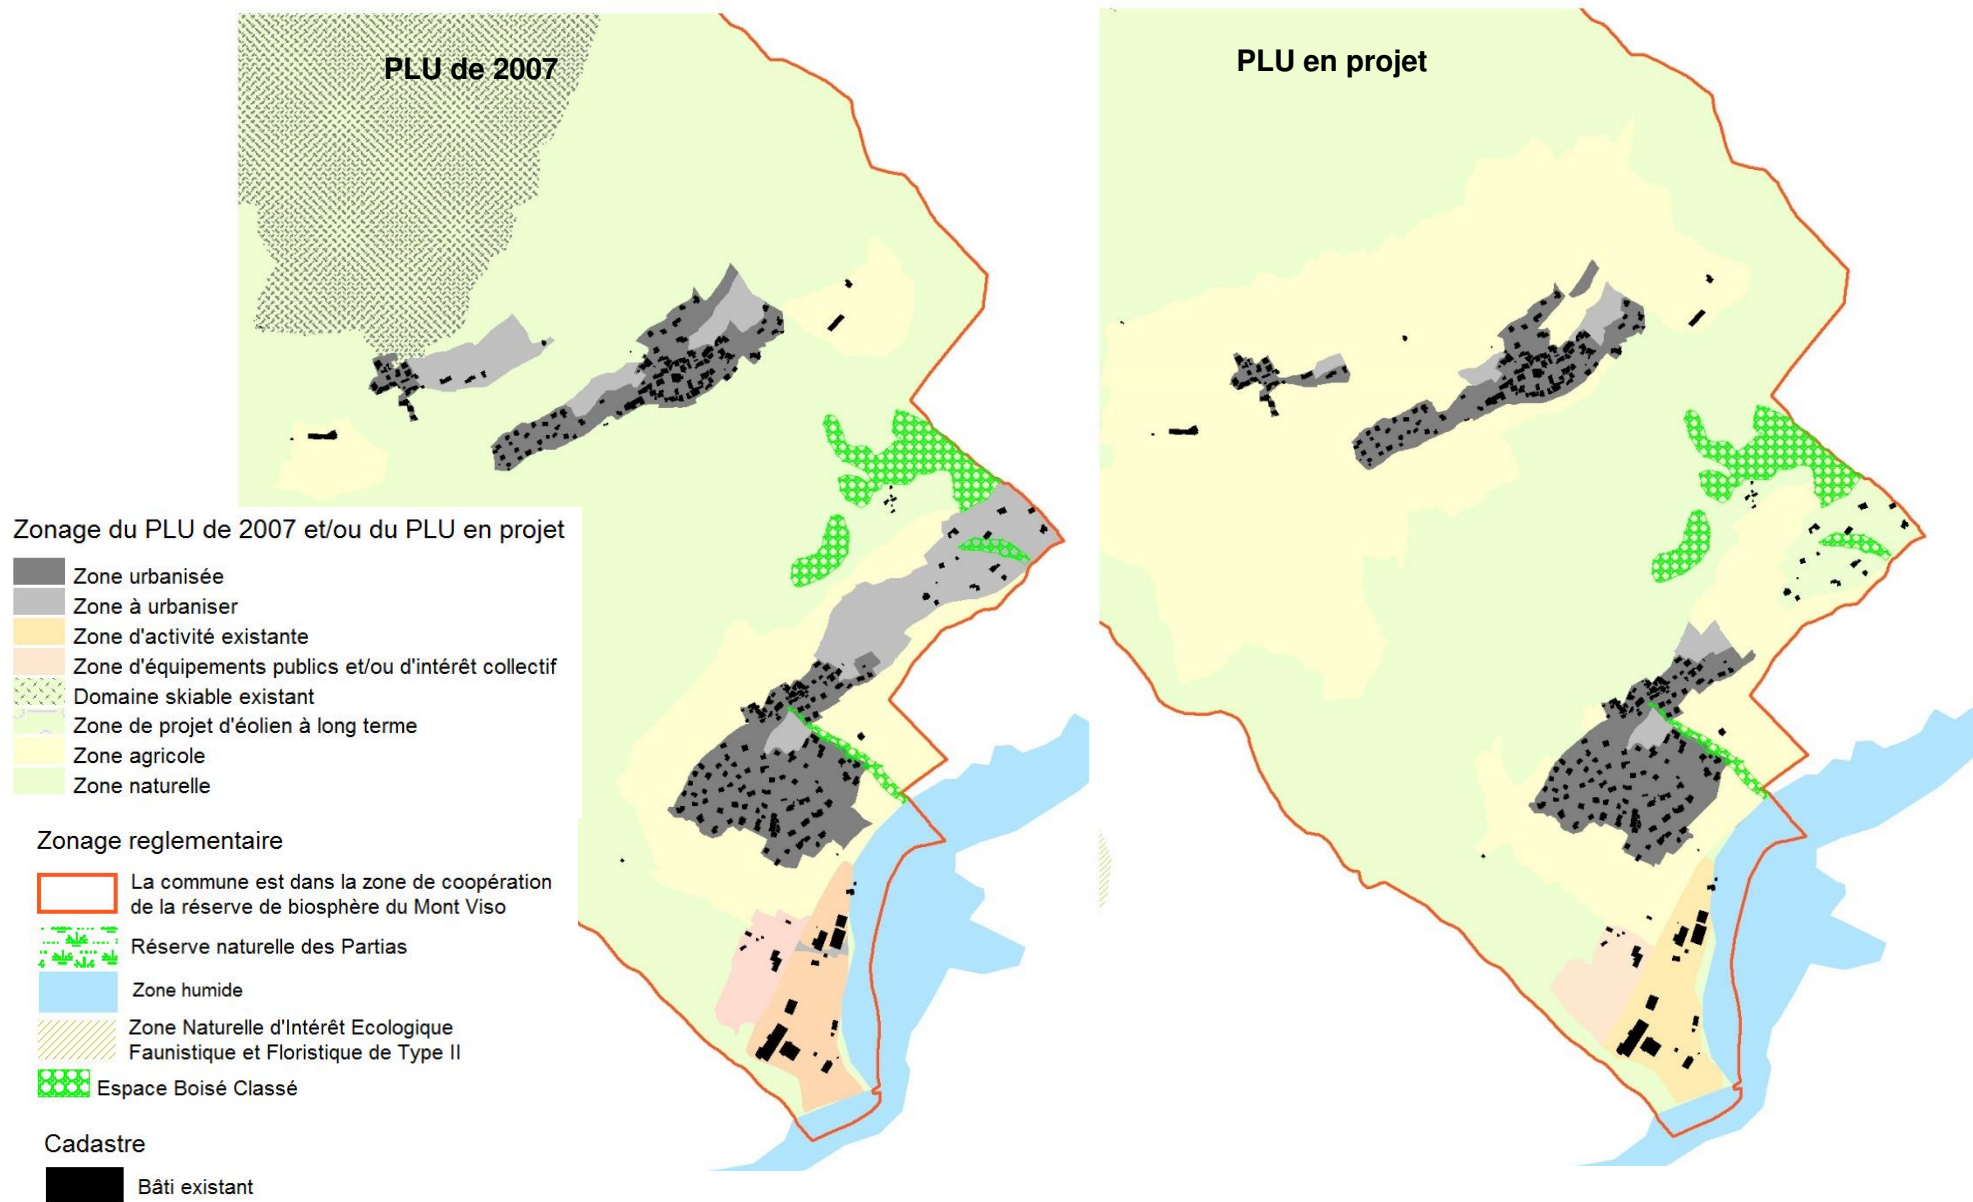 PLU de 2007
PLU en projet
Zonage du PLU de 2007 et/ou du PLU en projet
Zone urbanisée
Zone à urbaniser
Zone d'activité existante
Zone d'équipements publics et/ou d'intérêt collectif
Domaine skiable existant
Zone de projet d'éolien à long terme
Zone agricole
Zone naturelle
Zonage reglementaire
La commune est dans la zone de coopération
de la réserve de biosphère du Mont Viso
Réserve naturelle des Partias
Zone humide
Zone Naturelle d'Intérêt Ecologique
Faunistique et Floristique de Type II
Espace Boisé Classé
Cadastre
Bâti existant